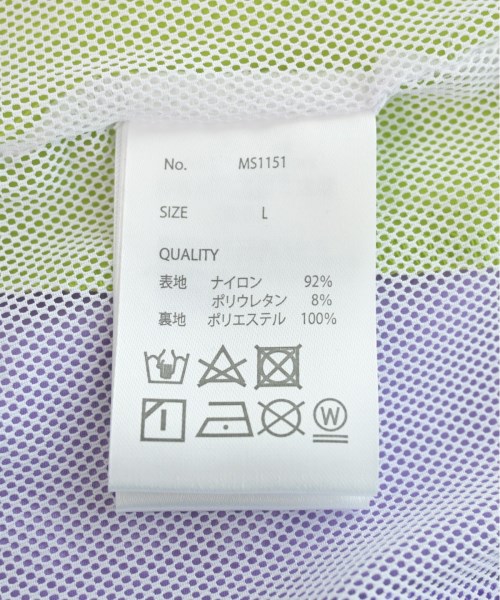 No. MS1151
SIZE L
QUALITY
表地 ナイロン 92%
ポリウレタン 8%
裏地 ポリエステル 100%
W